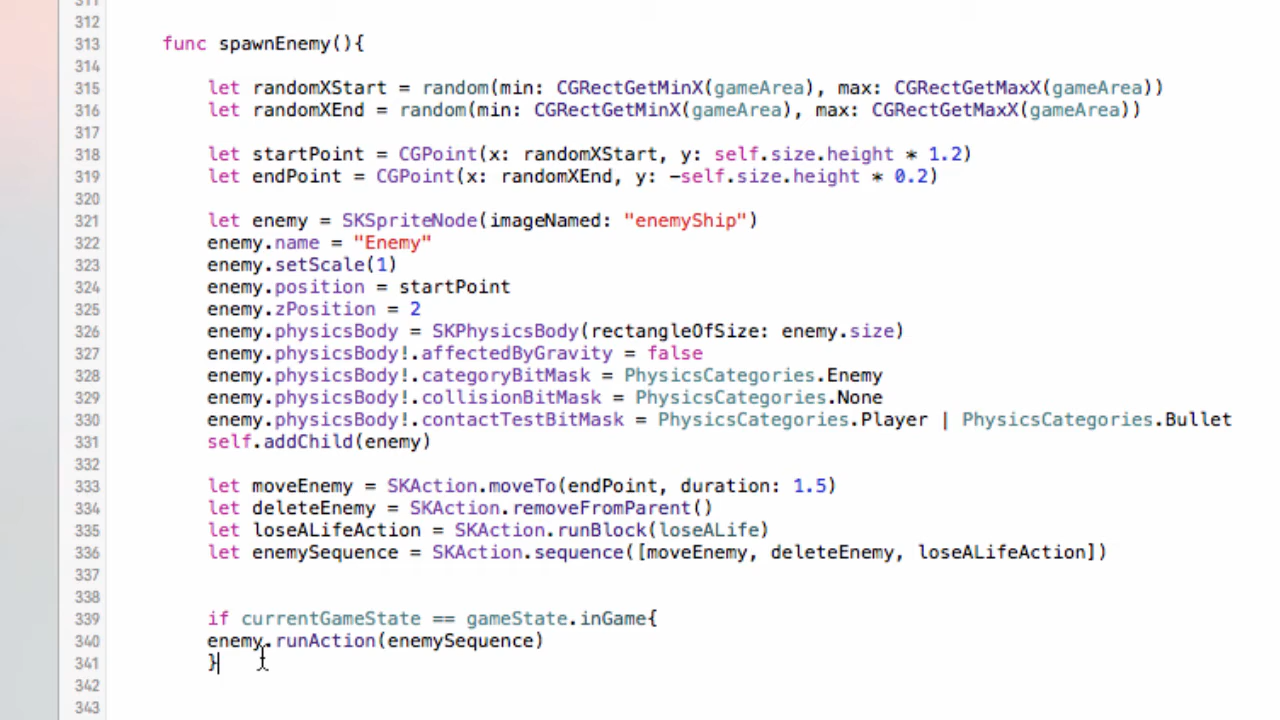 311
312
313 func spawnEnemy(){
314
315 let randomXStart = random(min: CGRectGetMinX(gameArea), max: CGRectGetMaxX(gameArea))
316 let randomXEnd = random(min: CGRectGetMinX(gameArea), max: CGRectGetMaxX(gameArea))
317
318 let startPoint = CGPoint(x: randomXStart, y: self.size.height * 1.2)
319 let endPoint = CGPoint(x: randomXEnd, y: -self.size.height * 0.2)
320
321 let enemy = SKSpriteNode(imageNamed: "enemyShip")
322 enemy.name = "Enemy"
323 enemy.setScale(1)
324 enemy.position = startPoint
325 enemy.zPosition = 2
326 enemy.physicsBody = SKPhysicsBody(rectangleOfSize: enemy.size)
327 enemy.physicsBody!.affectedByGravity = false
328 enemy.physicsBody!.categoryBitMask = PhysicsCategories.Enemy
329 enemy.physicsBody!.collisionBitMask = PhysicsCategories.None
330 enemy.physicsBody!.contactTestBitMask = PhysicsCategories.Player | PhysicsCategories.Bullet
331 self.addChild(enemy)
332
333 let moveEnemy = SKAction.moveTo(endPoint, duration: 1.5)
334 let deleteEnemy = SKAction.removeFromParent()
335 let loseALifeAction = SKAction.runBlock(loseALife)
336 let enemySequence = SKAction.sequence([moveEnemy, deleteEnemy, loseALifeAction])
337
338
339 if currentGameState == gameState.inGame{
340 enemy.runAction(enemySequence)
341 }
342
343